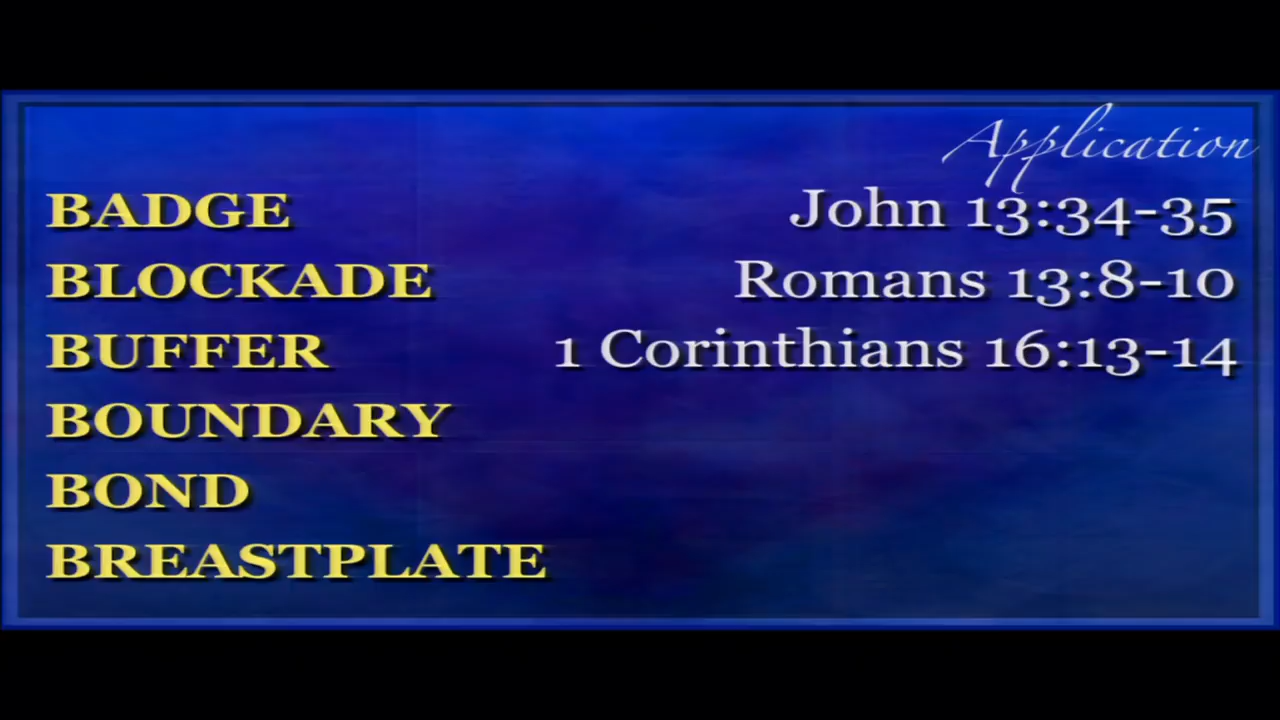 Application
BADGE John 13:34-35
BLOCKADE Romans 13:8-10
BUFFER 1 Corinthians 16:13-14
BOUNDARY
BOND
BREASTPLATE